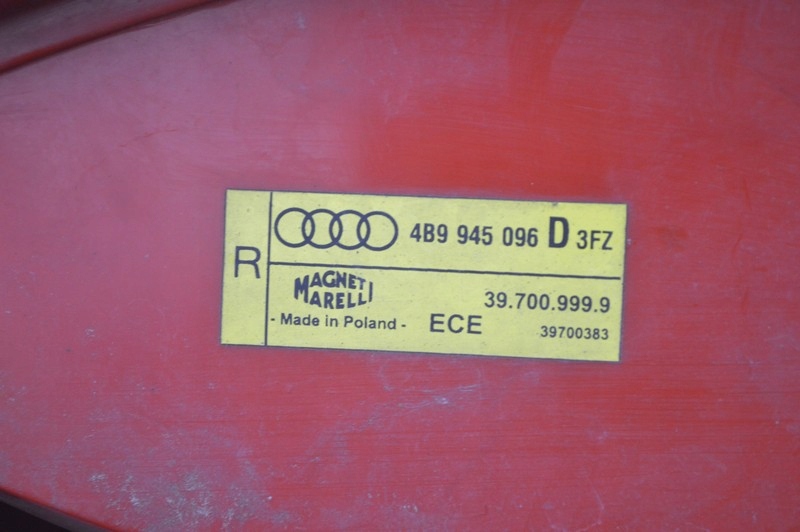 R
4B9 945 096 D 3FZ
MAGNETI
MARELLI
39.700.999.9
- Made in Poland - ECE 39700383